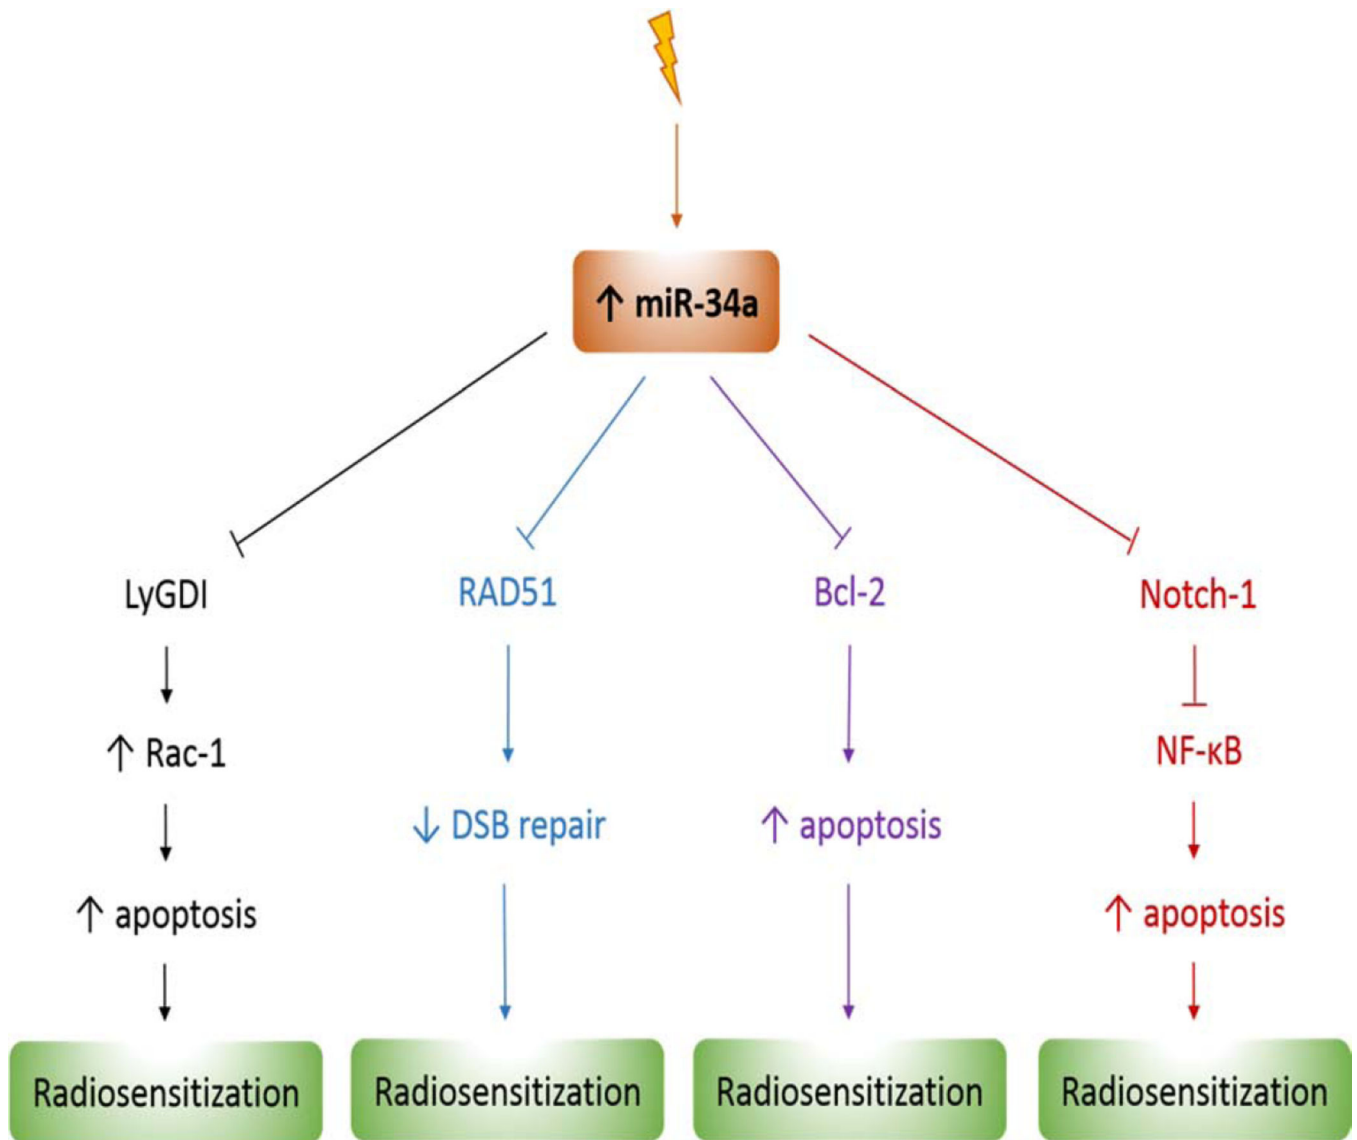 ↑ miR-34a
LyGDI
RAD51
Bcl-2
Notch-1
↑ Rac-1
NF-κB
↓ DSB repair
↑ apoptosis
↑ apoptosis
↑ apoptosis
Radiosensitization
Radiosensitization
Radiosensitization
Radiosensitization